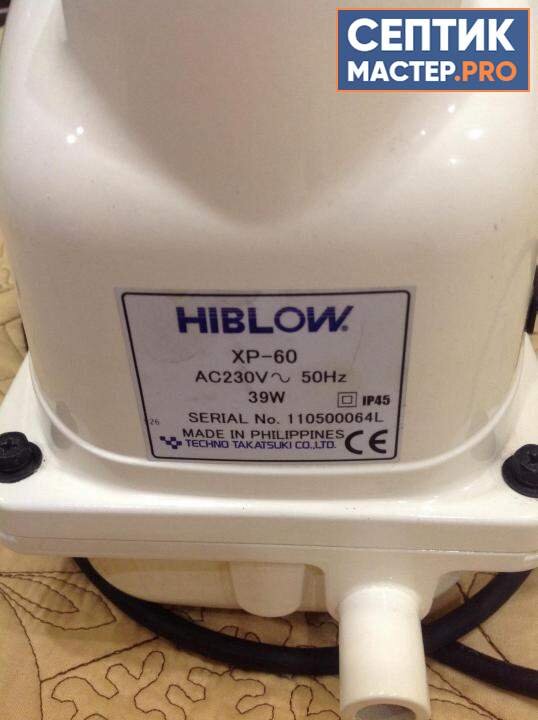 СЕПТИК
МАСТЕР.PRO
HIBLOW
XP-60
AC230V∿ 50Hz
39W
IP45
SERIAL No. 110500064L
26
MADE IN PHILIPPINES
CE
TECHNO TAKATSUKI CO.,LTD.